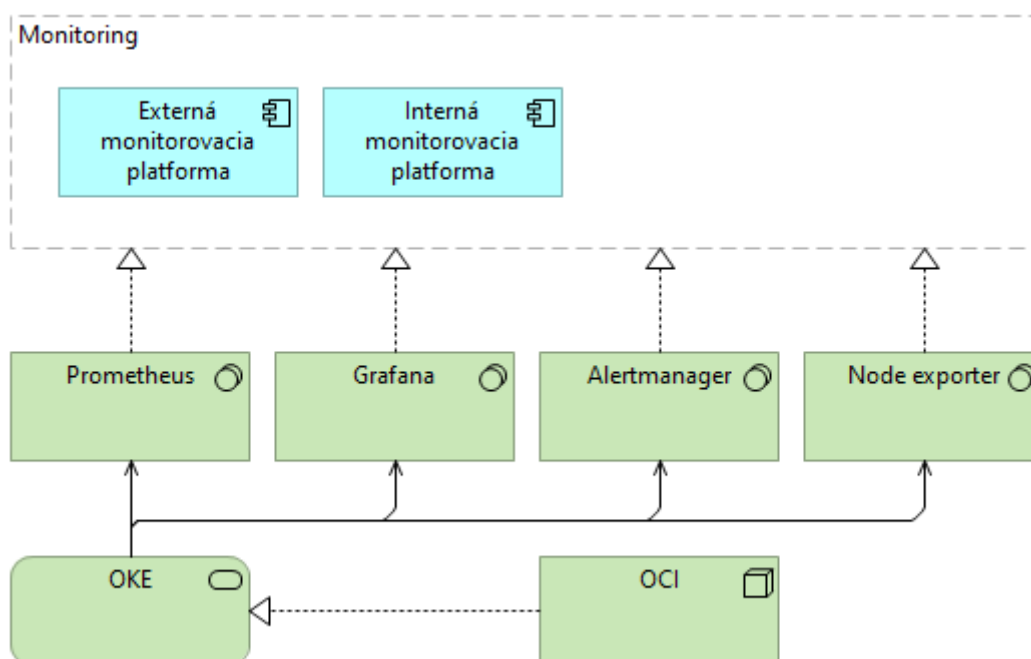 Monitoring
Externá
monitorovacia
platforma
Interná
monitorovacia
platforma
Prometheus
Grafana
Alertmanager
Node exporter
OKE
OCI